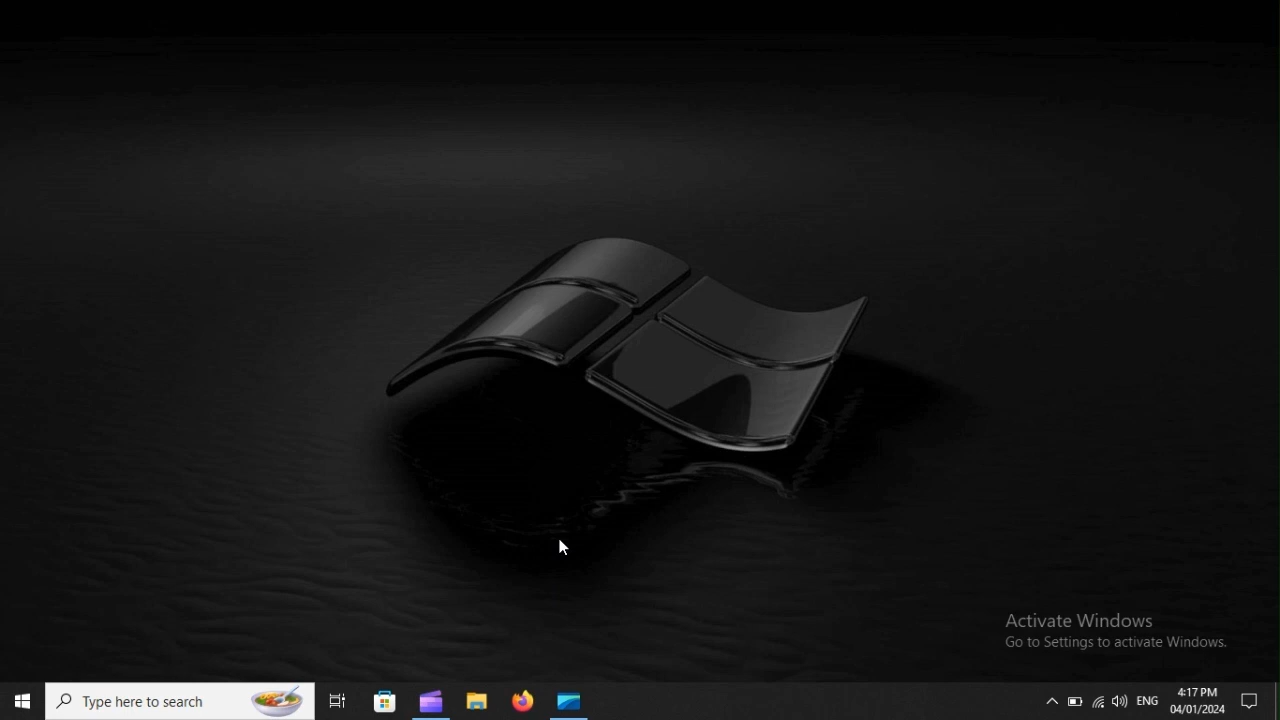 Activate Windows
Go to Settings to activate Windows.
Type here to search
ENG
4:17 PM
04/01/2024